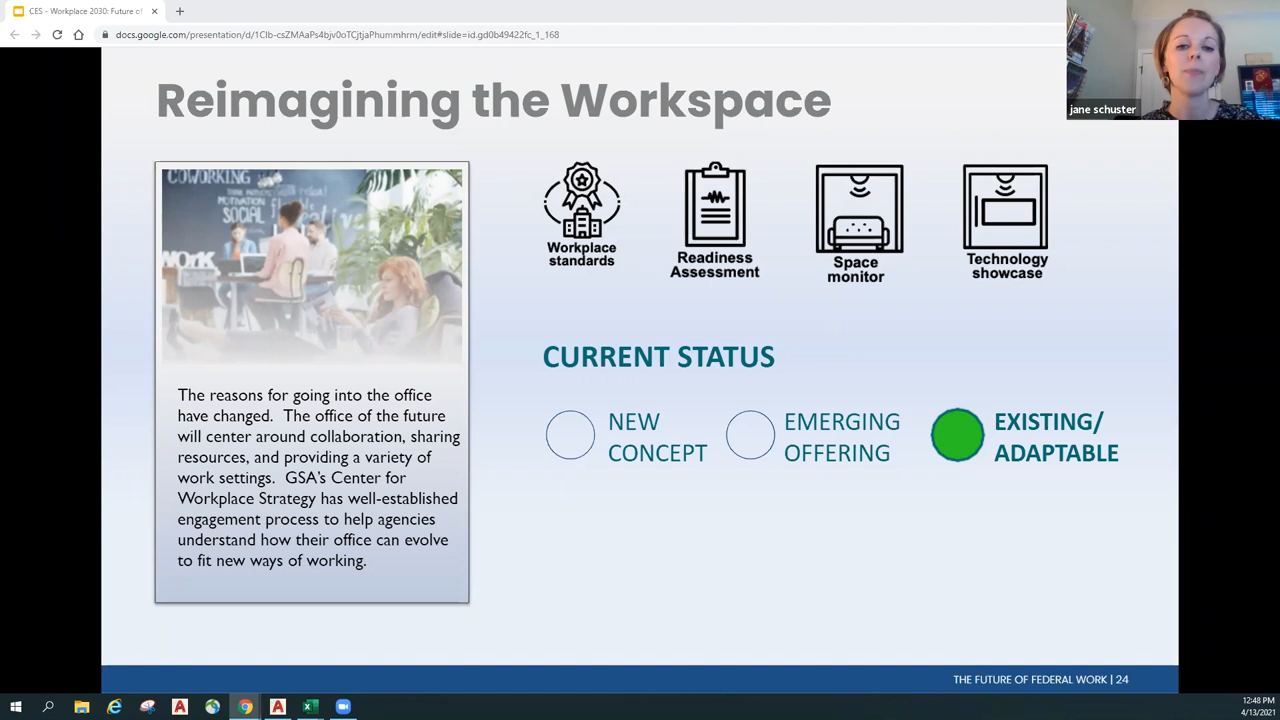 CES - Workplace 2030: Future of
docs.google.com/presentation/d/1CIb-csZMAaPs4bjv0oTCjtjaPhummhrm/edit#slide=id.gd0b49422fc_1_168
jane schuster
Reimagining the Workspace
COWORKING
MOTIVATION
SOCIAL
WORK
Workplace
standards
Readiness
Assessment
Space
monitor
Technology
showcase
The reasons for going into the office
have changed.  The office of the future
will center around collaboration, sharing
resources, and providing a variety of
work settings.  GSA's Center for
Workplace Strategy has well-established
engagement process to help agencies
understand how their office can evolve
to fit new ways of working.
CURRENT STATUS
NEW
CONCEPT
EMERGING
OFFERING
EXISTING/
ADAPTABLE
THE FUTURE OF FEDERAL WORK | 24
12:48 PM
4/13/2021